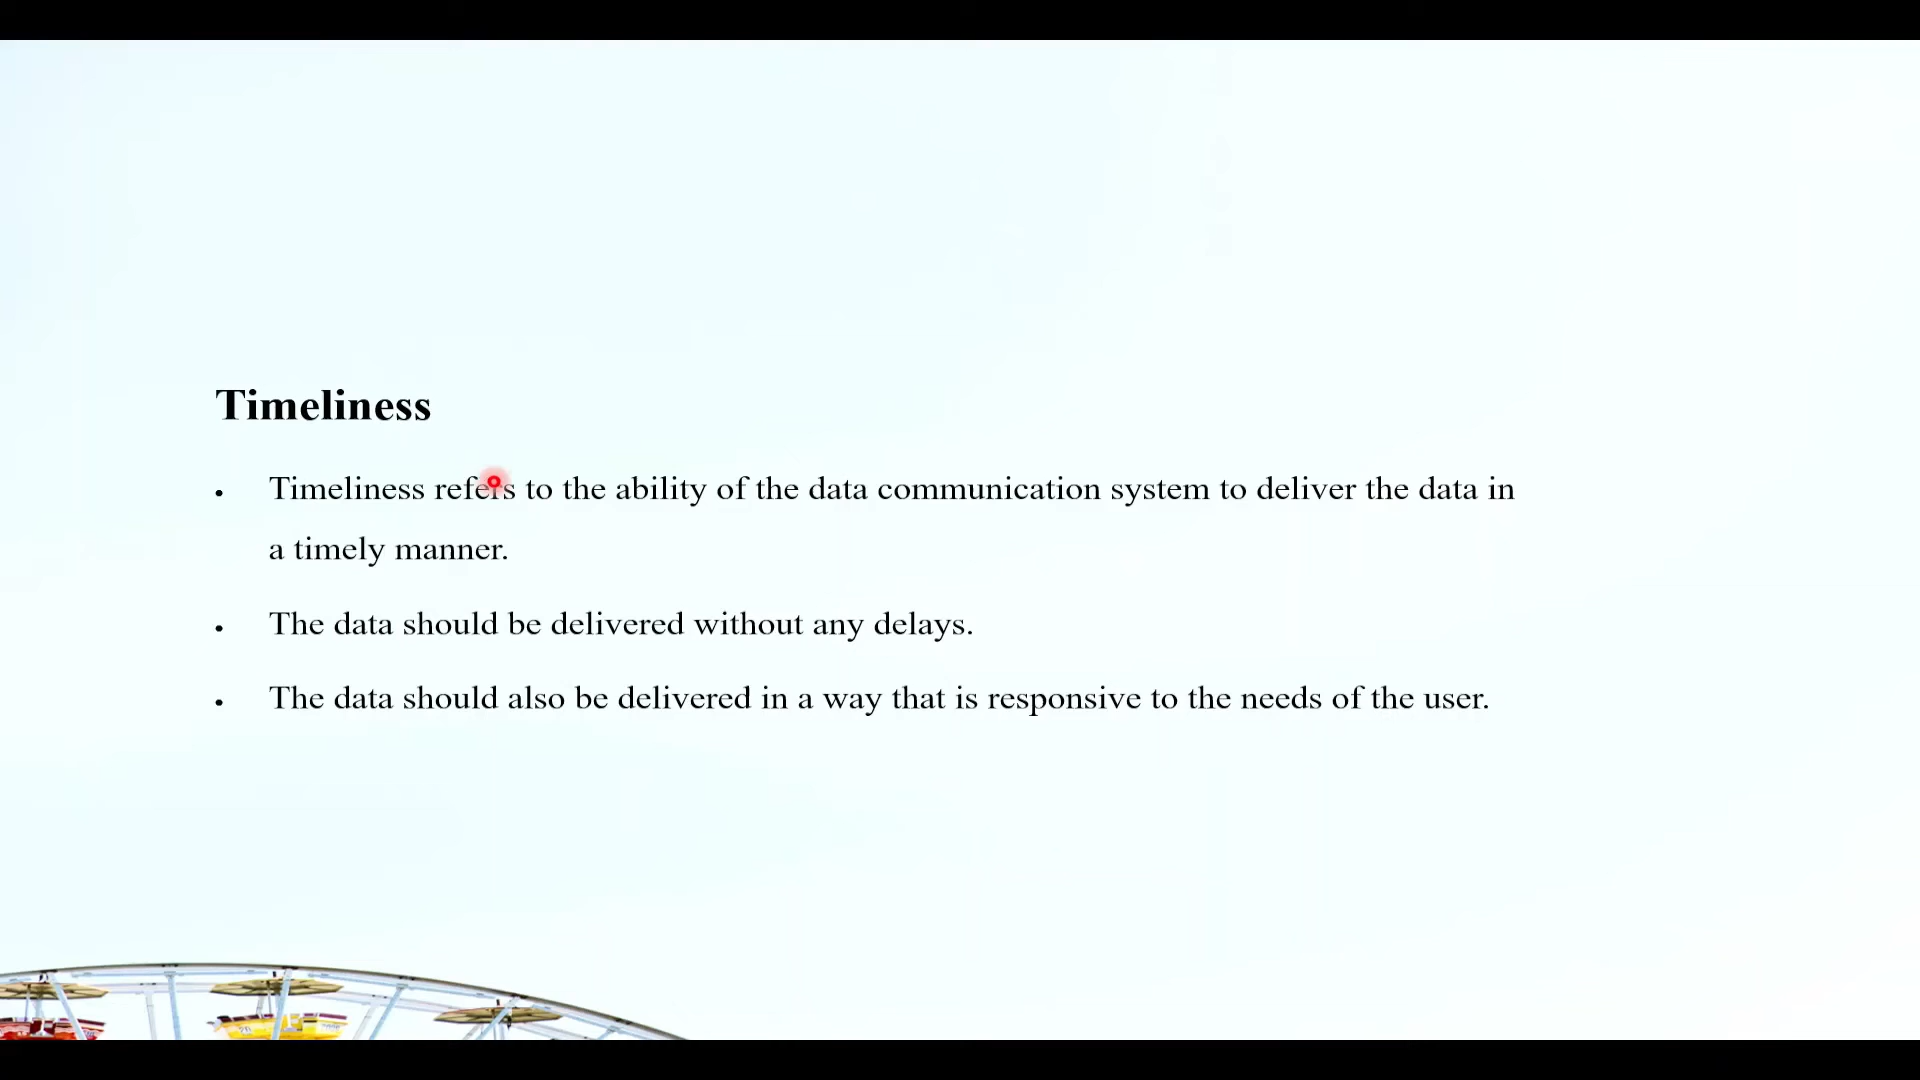 Timeliness
• Timeliness refers to the ability of the data communication system to deliver the data in
a timely manner.
• The data should be delivered without any delays.
• The data should also be delivered in a way that is responsive to the needs of the user.